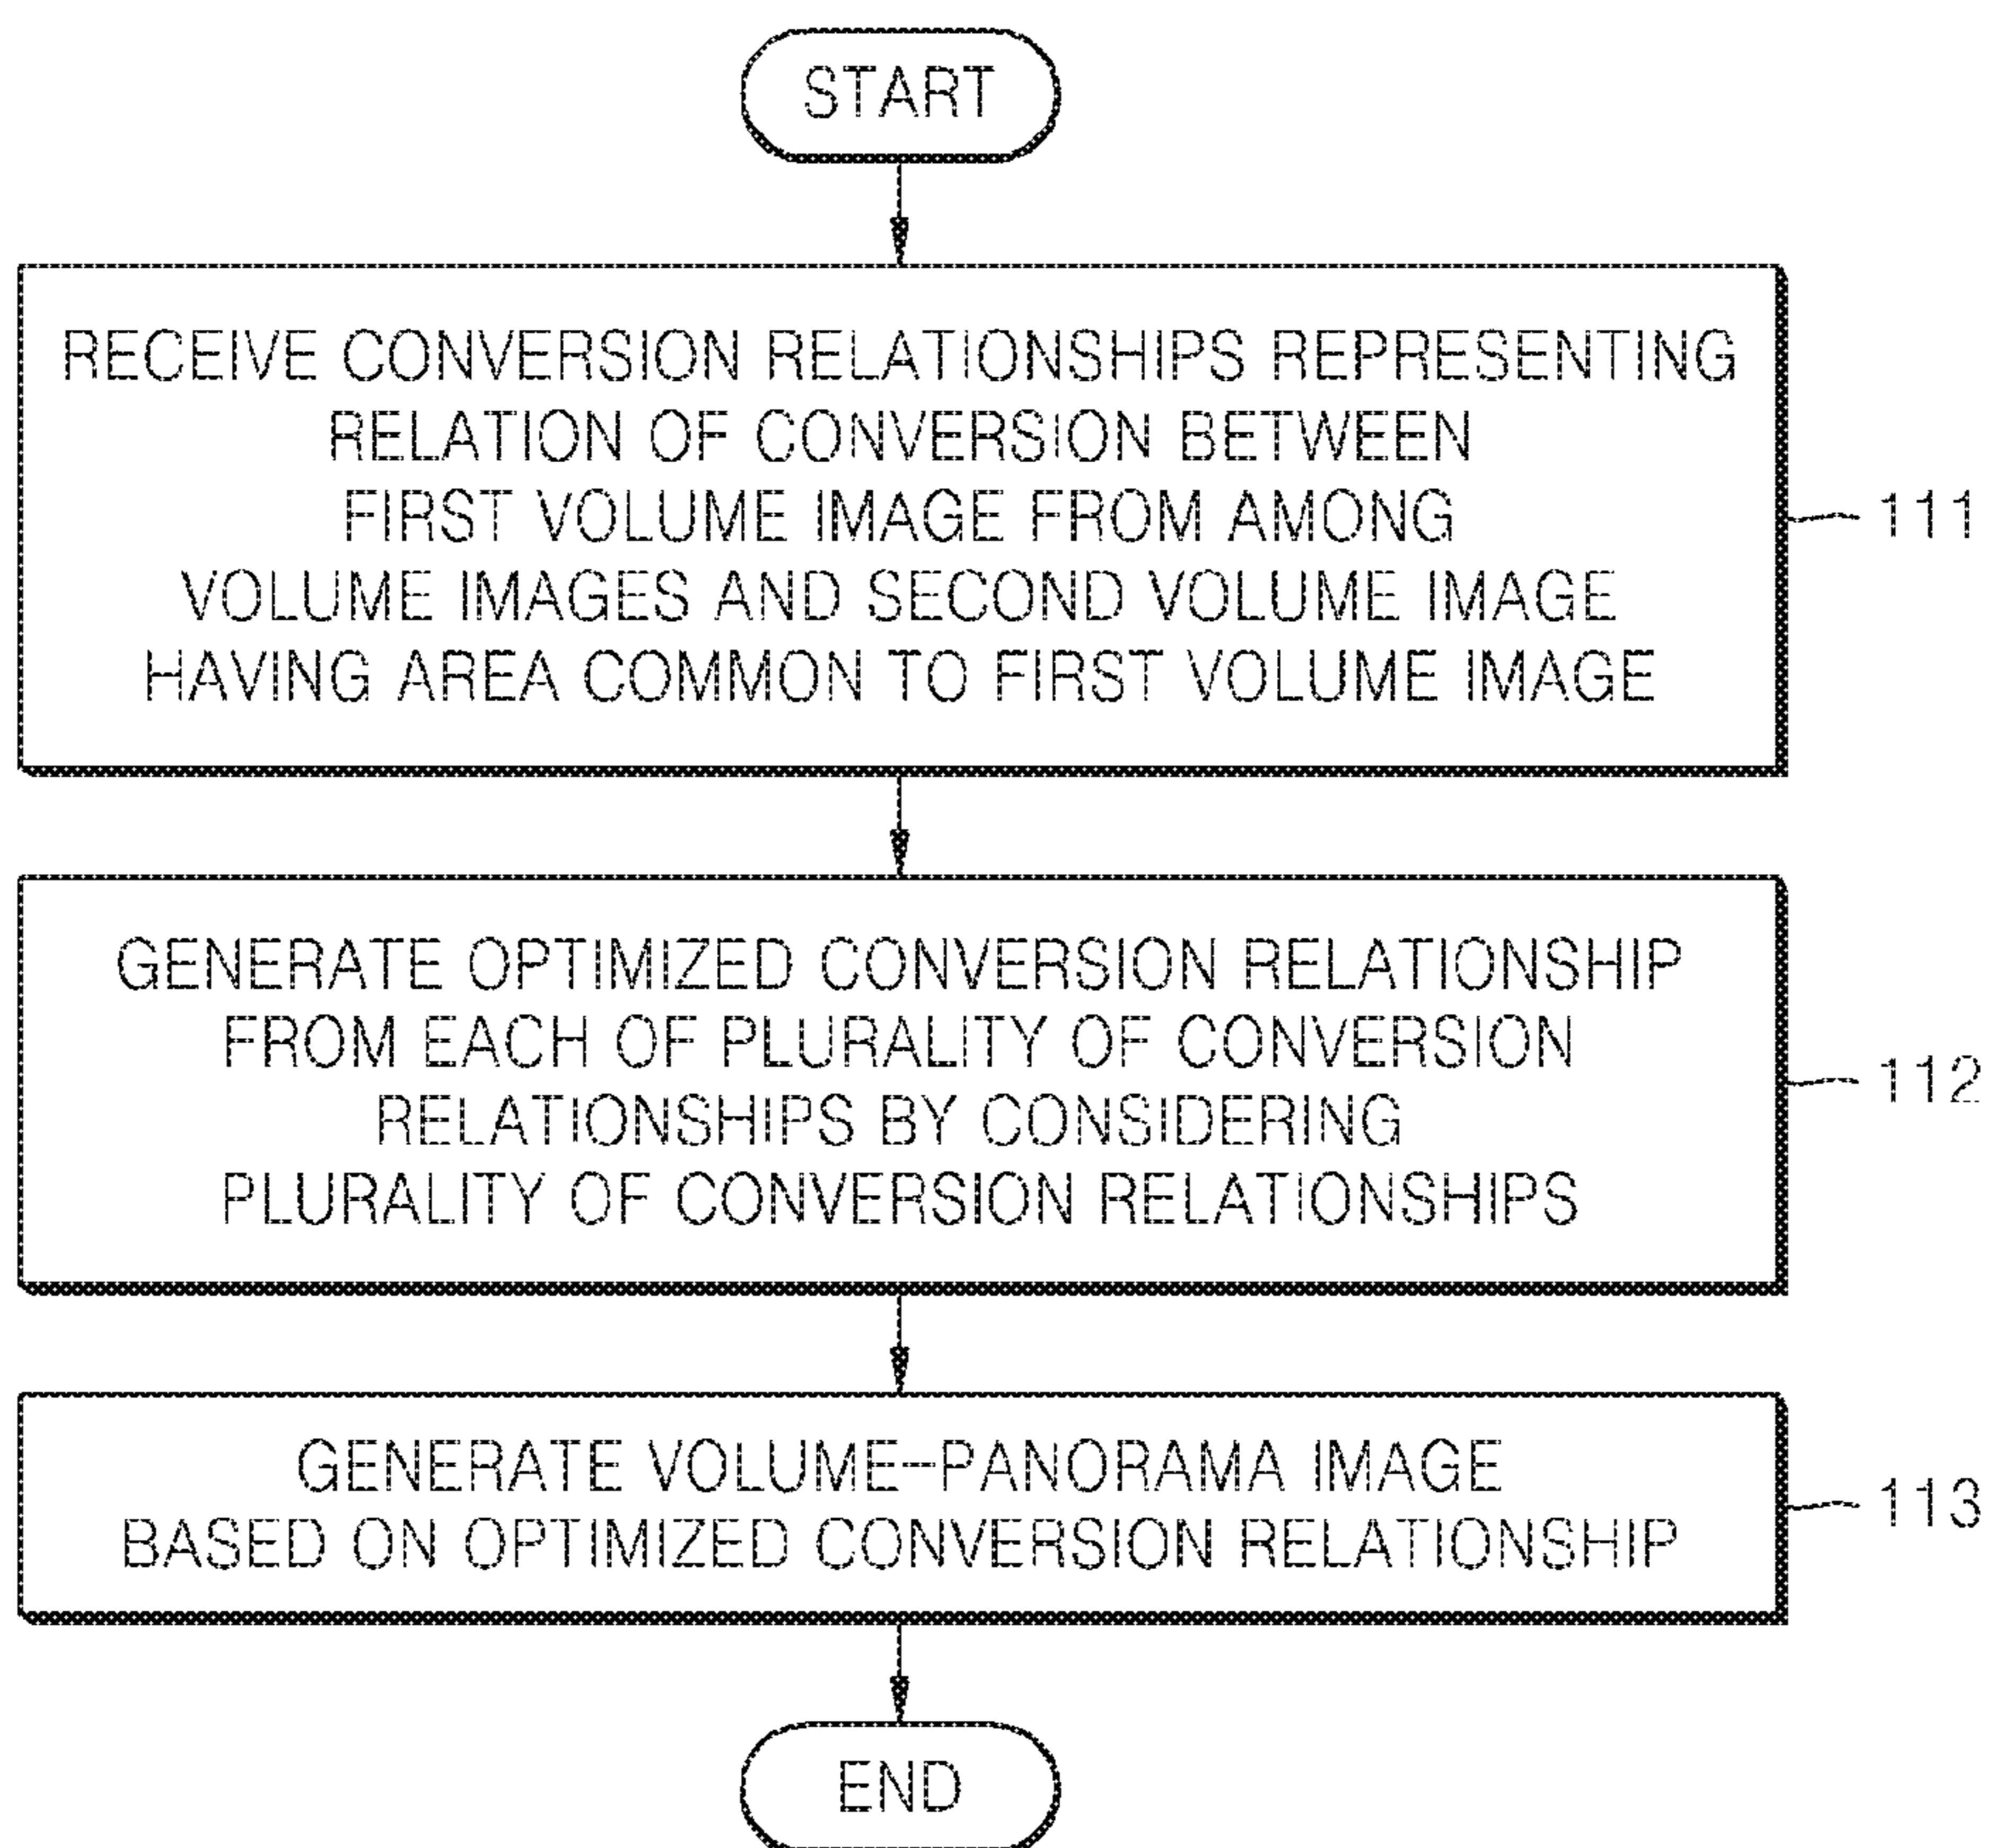 START
RECEIVE CONVERSION RELATIONSHIPS REPRESENTING
RELATION OF CONVERSION BETWEEN
FIRST VOLUME IMAGE FROM AMONG
VOLUME IMAGES AND SECOND VOLUME IMAGE
HAVING AREA COMMON TO FIRST VOLUME IMAGE
111
GENERATE OPTIMIZED CONVERSION RELATIONSHIP
FROM EACH OF PLURALITY OF CONVERSION
RELATIONSHIPS BY CONSIDERING
PLURALITY OF CONVERSION RELATIONSHIPS
112
GENERATE VOLUME-PANORAMA IMAGE
BASED ON OPTIMIZED CONVERSION RELATIONSHIP
113
END